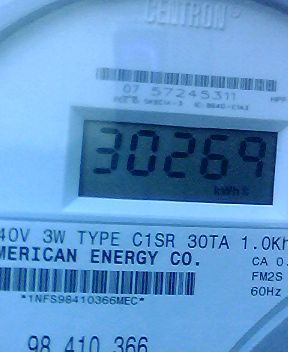 CENTRON®
07 57245311
30269
kWh
40V 3W TYPE C1SR 30TA 1.0Kh
MERICAN ENERGY CO.
CA 0.
FM2S
60Hz
*1NFS98410366MEC*
98 410 366